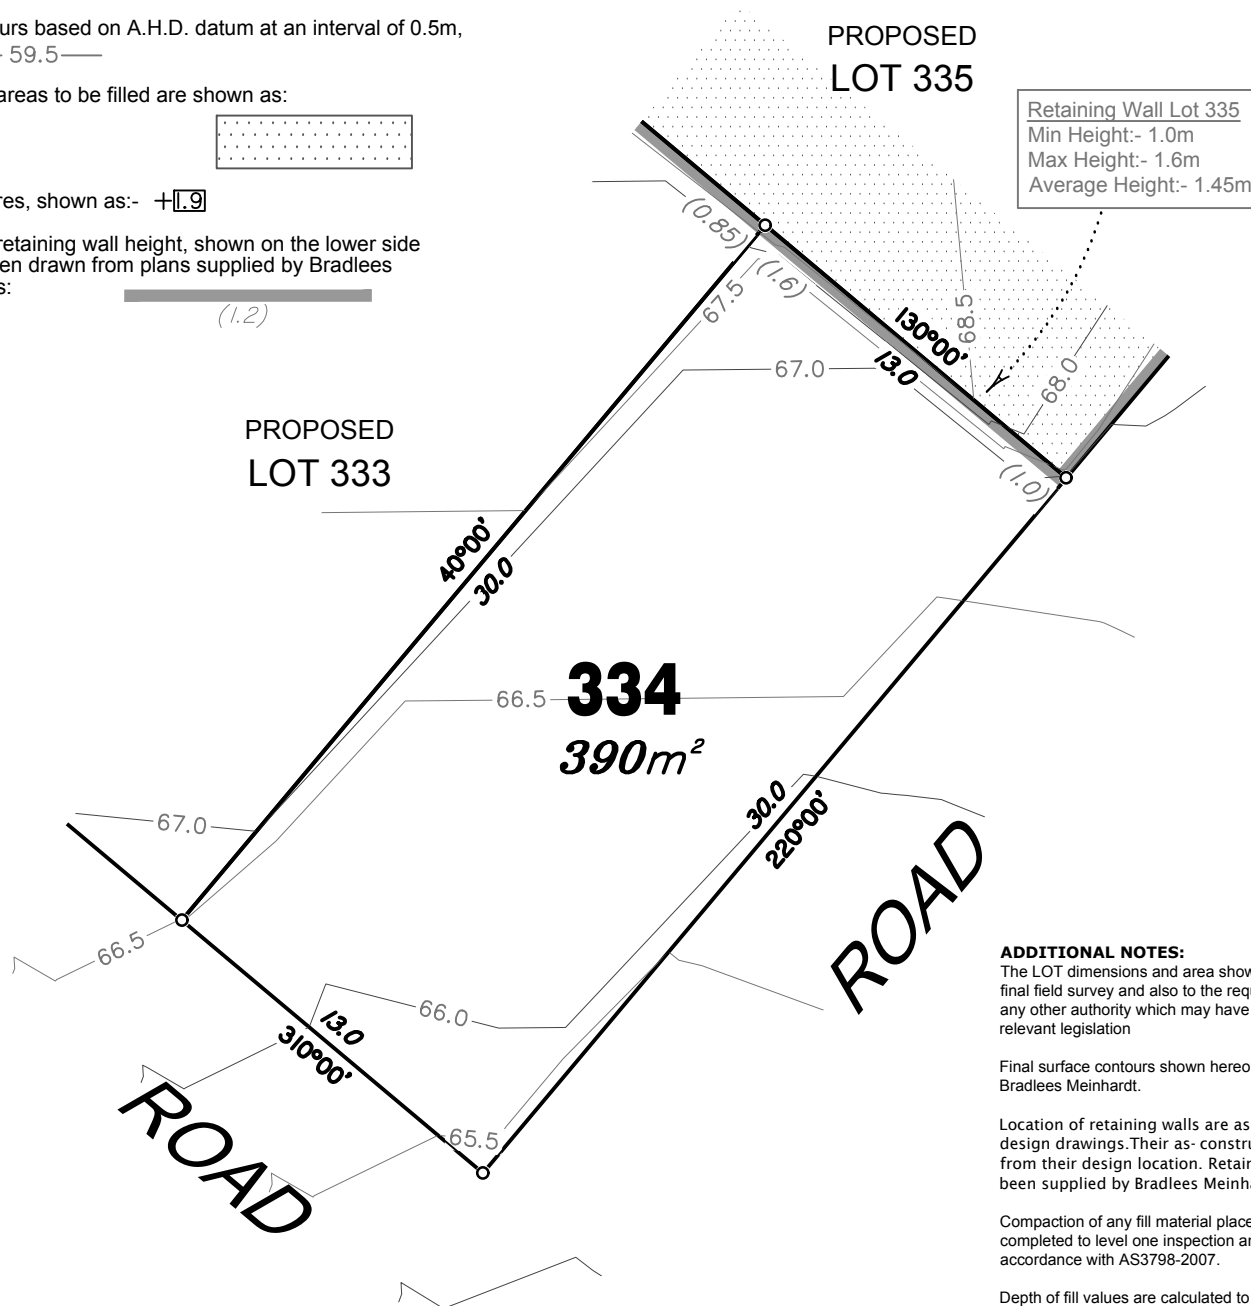 urs based on A.H.D. datum at an interval of 0.5m,
59.5
areas to be filled are shown as:
res, shown as:- +1.9
retaining wall height, shown on the lower side
en drawn from plans supplied by Bradlees
s:
(1.2)
PROPOSED
LOT 335
Retaining Wall Lot 335
Min Height:- 1.0m
Max Height:- 1.6m
Average Height:- 1.45m
(0.85)
(1.6)
67.5
68.5
130°00'
13.0
67.0
68.0
(1.0)
PROPOSED
LOT 333
40°00'
30.0
66.5
334
390m²
30.0
220°00'
ROAD
67.0
66.5
66.0
13.0
310°00'
65.5
ROAD
ADDITIONAL NOTES:
The LOT dimensions and area show
final field survey and also to the requ
any other authority which may have
relevant legislation
Final surface contours shown hereo
Bradlees Meinhardt.
Location of retaining walls are as
design drawings.Their as- constru
from their design location. Retain
been supplied by Bradlees Meinha
Compaction of any fill material place
completed to level one inspection an
accordance with AS3798-2007.
Depth of fill values are calculated to